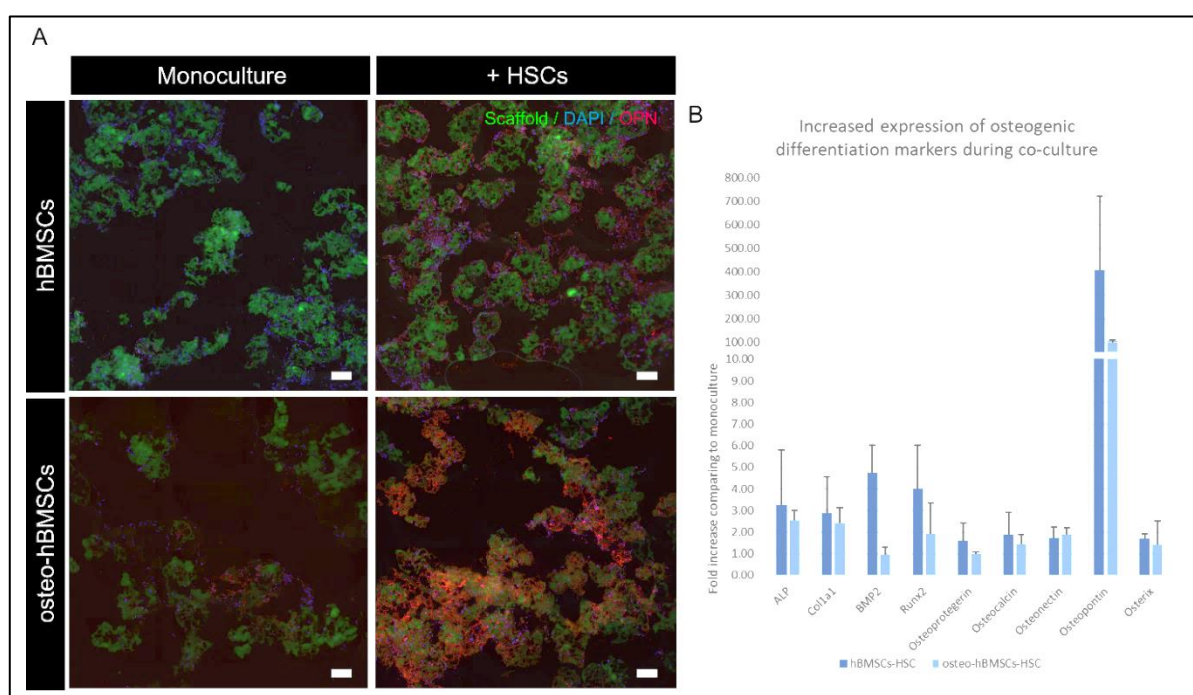 A
Monoculture
+ HSCs
hBMSCs
Scaffold / DAPI / OPN
osteo-hBMSCs
B
Increased expression of osteogenic
differentiation markers during co-culture
Fold increase comparing to monoculture
800.00
700.00
600.00
500.00
400.00
300.00
200.00
100.00
10.00
9.00
8.00
7.00
6.00
5.00
4.00
3.00
2.00
1.00
0.00
ALP
Col1a1
BMP2
Runx2
Osteoprotegerin
Osteocalcin
Osteonectin
Osteopontin
Osterix
hBMSCs-HSC
osteo-hBMSCs-HSC